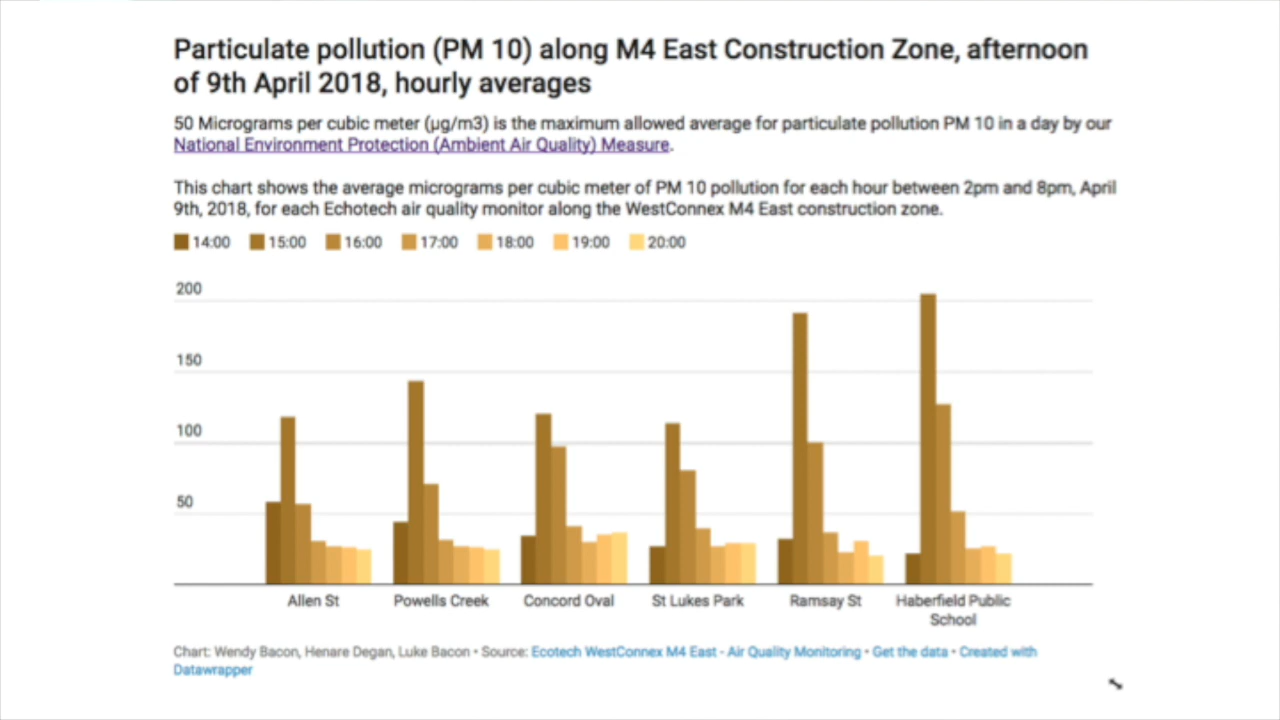 Particulate pollution (PM 10) along M4 East Construction Zone, afternoon
of 9th April 2018, hourly averages
50 Micrograms per cubic meter (µg/m3) is the maximum allowed average for particulate pollution PM 10 in a day by our
National Environment Protection (Ambient Air Quality) Measure.
This chart shows the average micrograms per cubic meter of PM 10 pollution for each hour between 2pm and 8pm, April
9th, 2018, for each Echotech air quality monitor along the WestConnex M4 East construction zone.
14:00 15:00 16:00 17:00 18:00 19:00 20:00
200
150
100
50
Allen St Powells Creek Concord Oval St Lukes Park Ramsay St Haberfield Public
School
Chart: Wendy Bacon, Henare Degan, Luke Bacon • Source: Ecotech WestConnex M4 East - Air Quality Monitoring • Get the data • Created with
Datawrapper